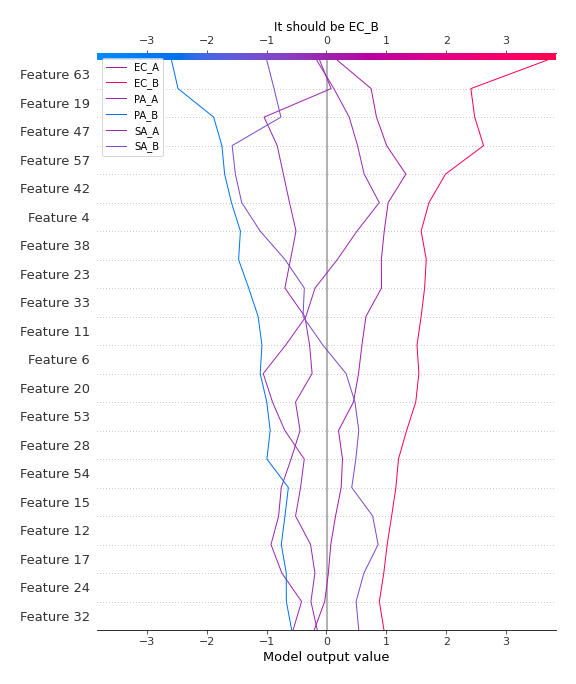 It should be EC_B
−3 −2 −1 0 1 2 3
EC_A
EC_B
PA_A
PA_B
SA_A
SA_B
Feature 63
Feature 19
Feature 47
Feature 57
Feature 42
Feature 4
Feature 38
Feature 23
Feature 33
Feature 11
Feature 6
Feature 20
Feature 53
Feature 28
Feature 54
Feature 15
Feature 12
Feature 17
Feature 24
Feature 32
−3 −2 −1 0 1 2 3
Model output value